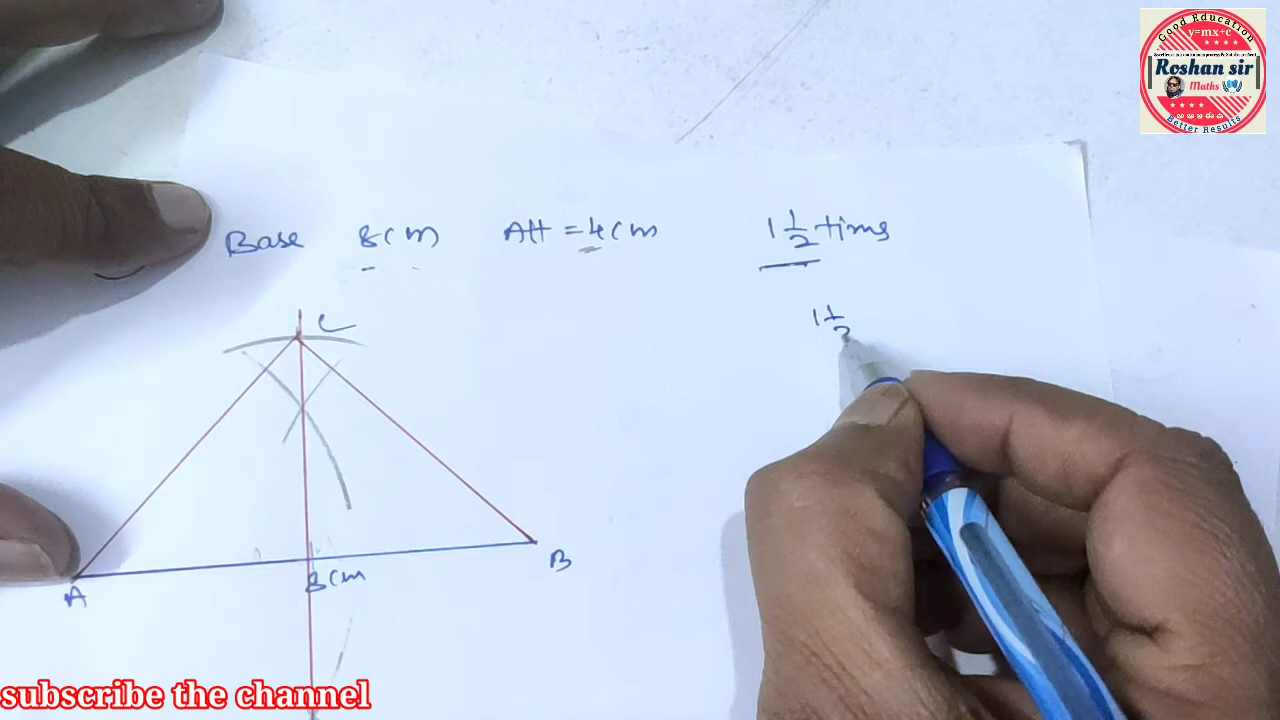 Good Education
y=mx+c
Roshan sir
Maths
Better Results
Base 8cm Alt = 4cm 1 1/2 times
1 1/2
C
8cm
A B
subscribe the channel